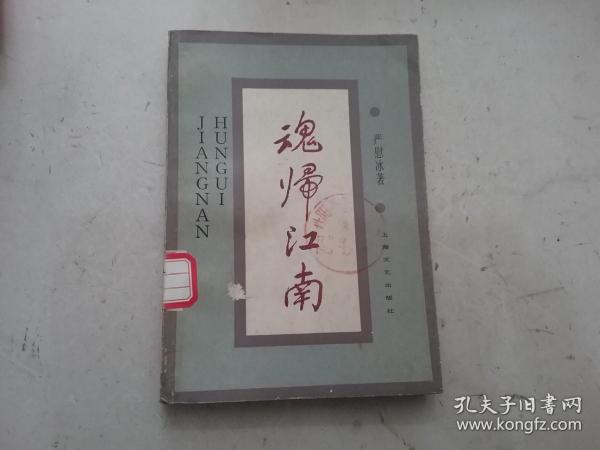 魂归江南
HUNGUI
JIANGNAN
严慰冰著
上海文艺出版社
孔夫子旧书网
www.kongfz.com